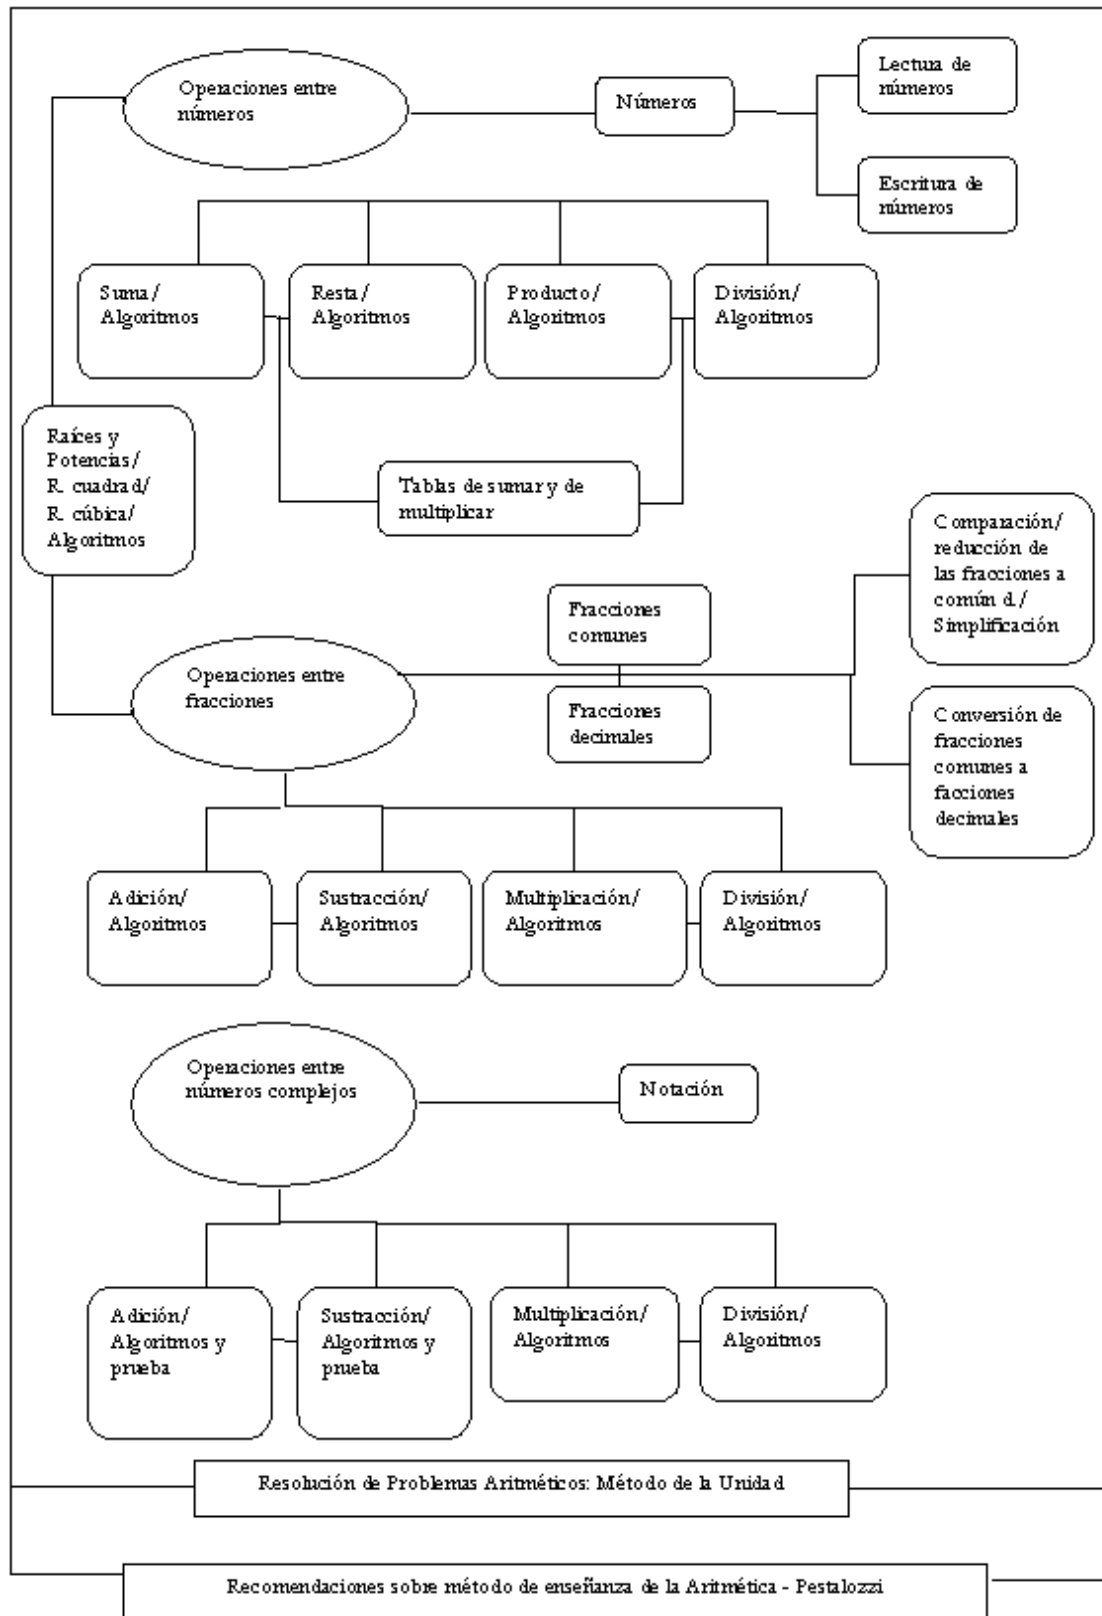 Operaciones entre
números
Números
Lectura de
números
Escritura de
números
Suma/
Algoritmos
Resta/
Algoritmos
Producto/
Algoritmos
División/
Algoritmos
Raíces y
Potencias/
R. cuadrad/
R. cúbica/
Algoritmos
Tablas de sumar y de
multiplicar
Comparación/
reducción de
las fracciones a
común d./
Simplificación
Fracciones
comunes
Operaciones entre
fracciones
Fracciones
decimales
Conversión de
fracciones
comunes a
facciones
decimales
Adición/
Algoritmos
Sustracción/
Algoritmos
Multiplicación/
Algoritmos
División/
Algoritmos
Operaciones entre
números complejos
Notación
Adición/
Algoritmos y
prueba
Sustracción/
Algoritmos y
prueba
Multiplicación/
Algoritmos
División/
Algoritmos
Resolución de Problemas Aritméticos: Método de la Unidad
Recomendaciones sobre método de enseñanza de la Aritmética - Pestalozzi